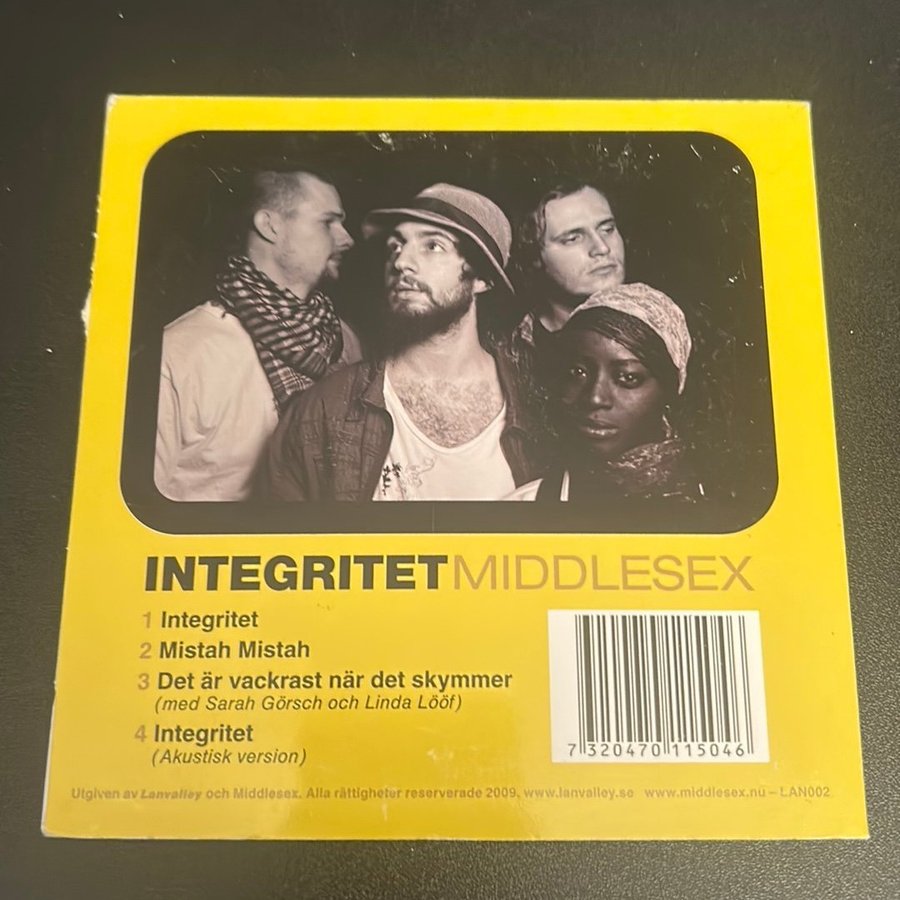 INTEGRITET MIDDLESEX
1 Integritet
2 Mistah Mistah
3 Det är vackrast när det skymmer
(med Sarah Görsch och Linda Lööf)
4 Integritet
(Akustisk version)
7 320470 115046
Utgiven av Lanvalley och Middlesex. Alla rättigheter reserverade 2009. www.lanvalley.se www.middlesex.nu – LAN002